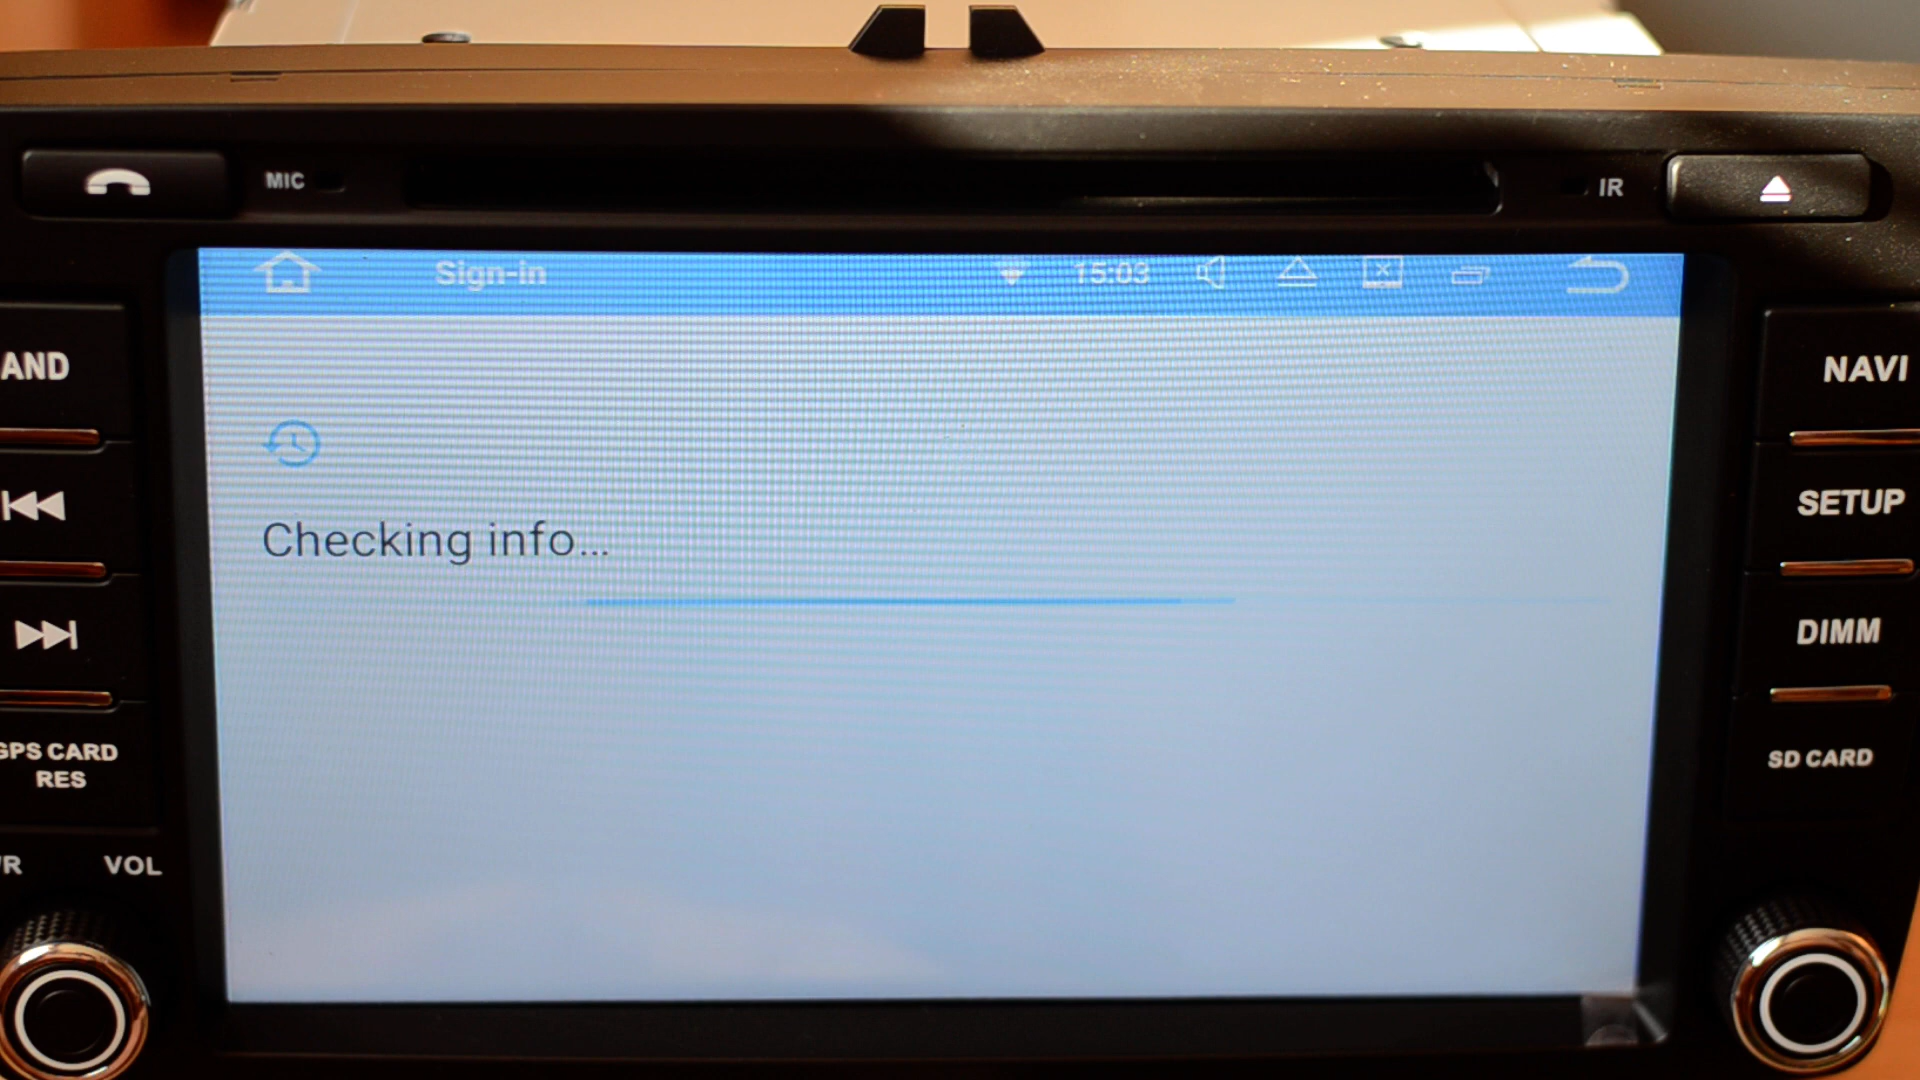 MIC
IR
Sign-in
15:03
AND
NAVI
SETUP
Checking info...
DIMM
GPS CARD
RES
SD CARD
VOL